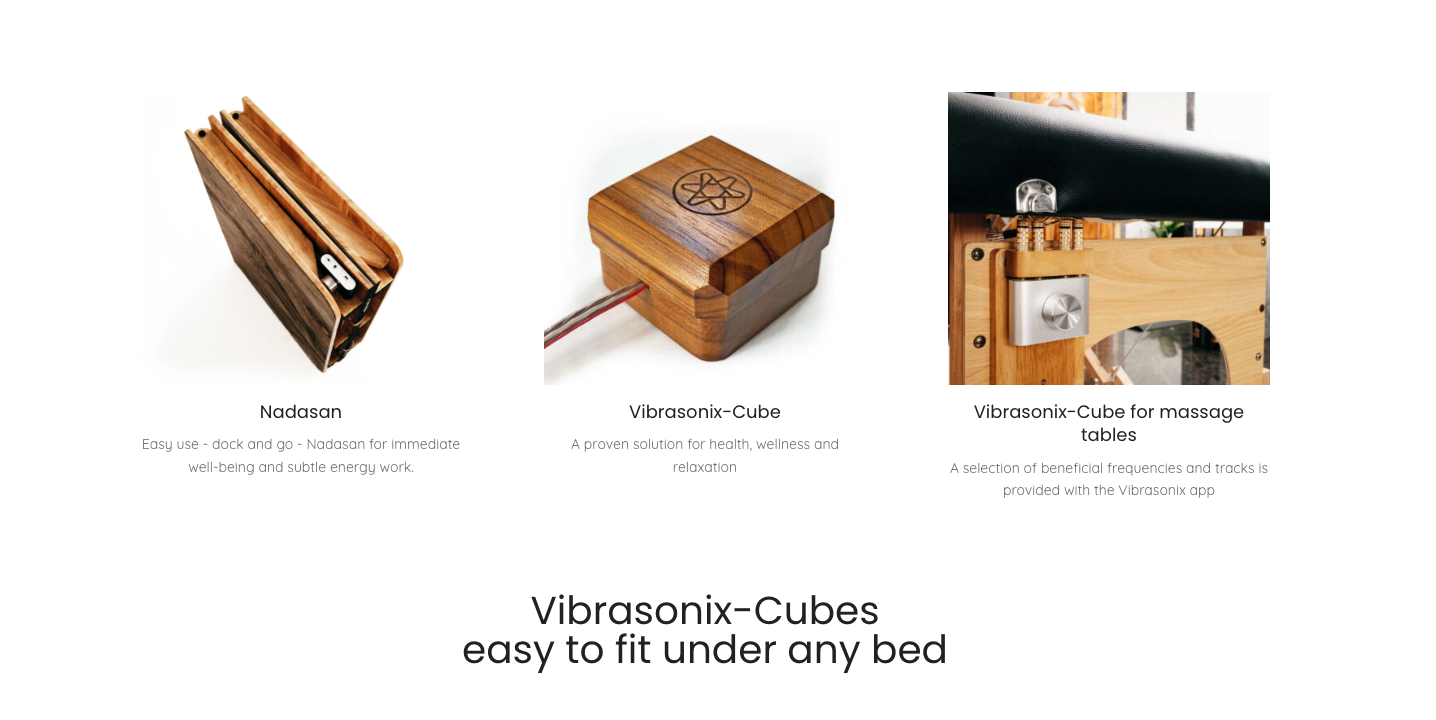 Nadasan
Easy use - dock and go - Nadasan for immediate
well-being and subtle energy work.
Vibrasonix-Cube
A proven solution for health, wellness and
relaxation
Vibrasonix-Cube for massage
tables
A selection of beneficial frequencies and tracks is
provided with the Vibrasonix app
Vibrasonix-Cubes
easy to fit under any bed